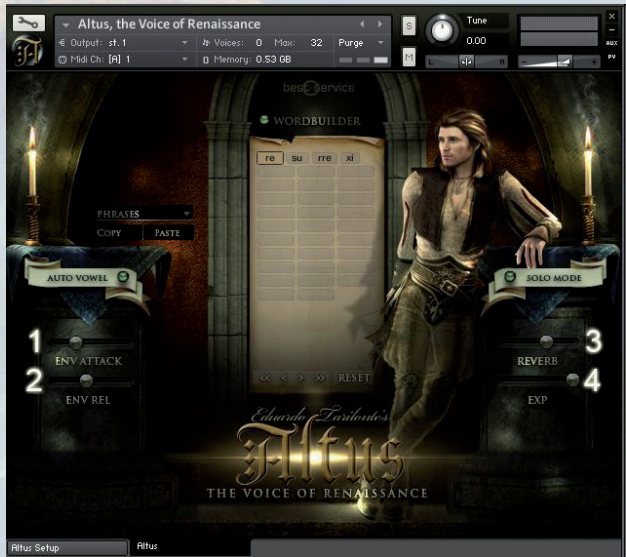 Altus, the Voice of Renaissance
Output: st. 1
Voices: 0 Max: 32 Purge
Midi Ch: [A] 1
Memory: 0.53 GB
S
M
Tune
0.00
L R
- +
×
-
AUX
PV
best service
WORDBUILDER
re su rre xi
PHRASES
COPY PASTE
AUTO VOWEL
SOLO MODE
1
ENV ATTACK
2
ENV REL
3
REVERB
4
EXP
<< < > >> RESET
Eduardo Tarilonte's
Altus
THE VOICE OF RENAISSANCE
Altus Setup
Altus